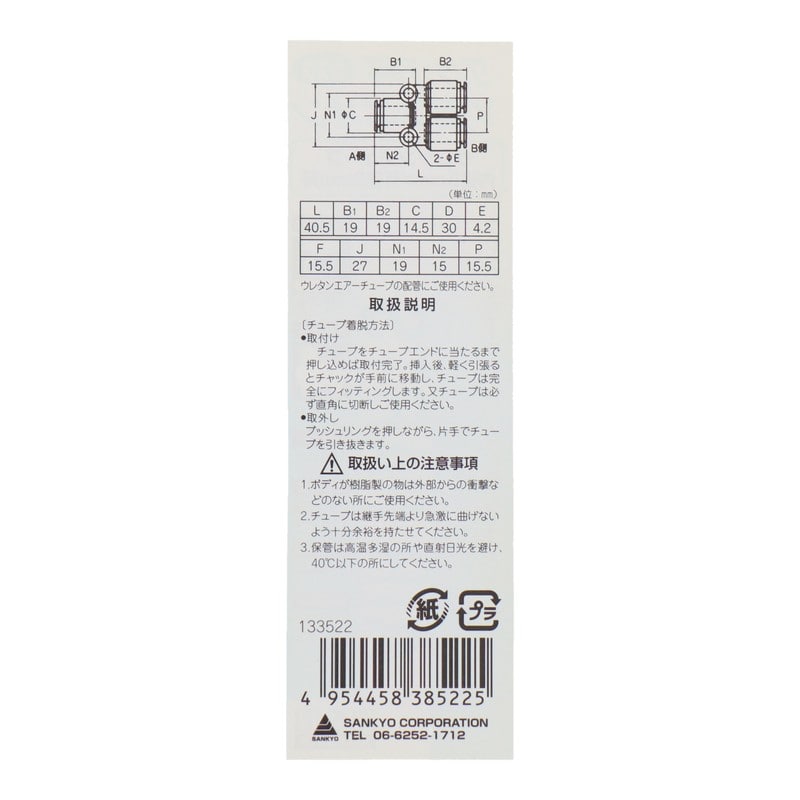 B1 B2
J N1 ΦC P
A側 N2 2-ΦE B側
L
(単位：mm)
L B1 B2 C D E
40.5 19 19 14.5 30 4.2
F J N1 N2 P
15.5 27 19 15 15.5
ウレタンエアーチューブの配管にご使用ください。
取扱説明
〔チューブ着脱方法〕
●取付け
チューブをチューブエンドに当たるまで
押し込めば取付完了。挿入後、軽く引張る
とチャックが手前に移動し、チューブは完
全にフィッティングします。又チューブは必
ず直角に切断しご使用ください。
●取外し
プッシュリングを押しながら、片手でチュー
ブを引き抜きます。
取扱い上の注意事項
1.ボディが樹脂製の物は外部からの衝撃な
どのない所にご使用ください。
2.チューブは継手先端より急激に曲げない
よう十分余裕を持たせてください。
3.保管は高温多湿の所や直射日光を避け、
40℃以下の所にしてください。
紙 プラ
133522
4 954458 385225
SANKYO
SANKYO CORPORATION
TEL 06-6252-1712